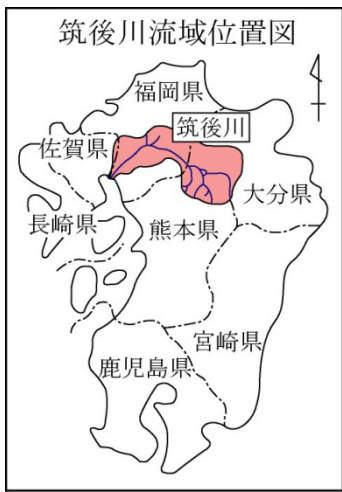 筑後川流域位置図
福岡県
筑後川
佐賀県
大分県
長崎県
熊本県
宮崎県
鹿児島県